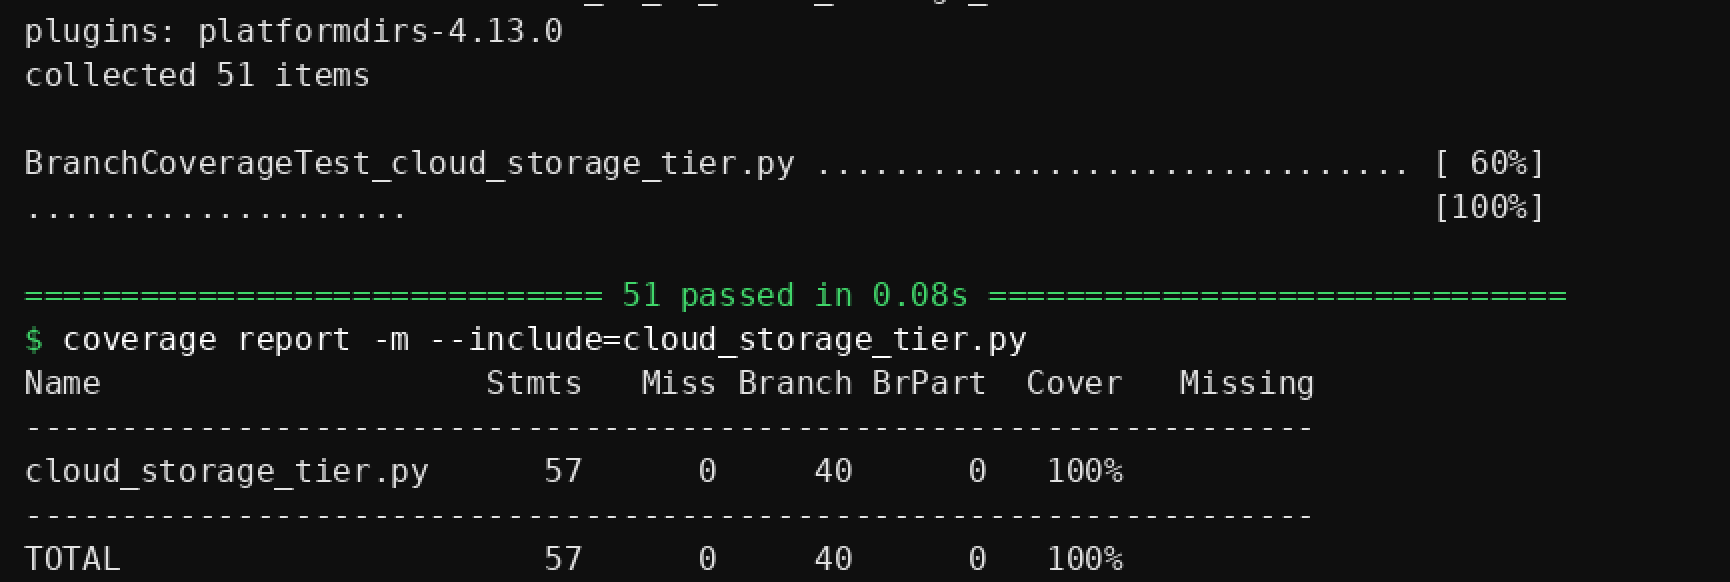 plugins: platformdirs-4.13.0
collected 51 items
BranchCoverageTest_cloud_storage_tier.py ............................... [ 60%]
.................... [100%]
============================== 51 passed in 0.08s ==============================
$ coverage report -m --include=cloud_storage_tier.py
Name                    Stmts   Miss Branch BrPart  Cover   Missing
-------------------------------------------------------------------
cloud_storage_tier.py      57      0     40      0   100%
-------------------------------------------------------------------
TOTAL                      57      0     40      0   100%